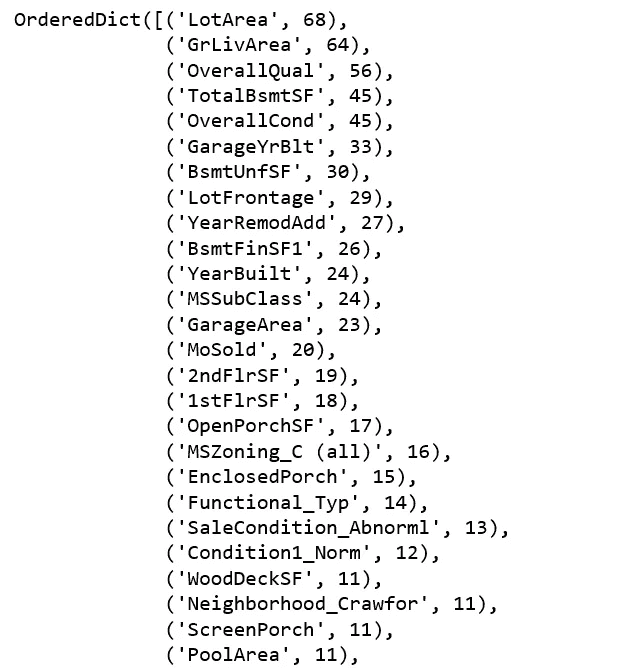 OrderedDict([('LotArea', 68),
('GrLivArea', 64),
('OverallQual', 56),
('TotalBsmtSF', 45),
('OverallCond', 45),
('GarageYrBlt', 33),
('BsmtUnfSF', 30),
('LotFrontage', 29),
('YearRemodAdd', 27),
('BsmtFinSF1', 26),
('YearBuilt', 24),
('MSSubClass', 24),
('GarageArea', 23),
('MoSold', 20),
('2ndFlrSF', 19),
('1stFlrSF', 18),
('OpenPorchSF', 17),
('MSZoning_C (all)', 16),
('EnclosedPorch', 15),
('Functional_Typ', 14),
('SaleCondition_Abnorml', 13),
('Condition1_Norm', 12),
('WoodDeckSF', 11),
('Neighborhood_Crawfor', 11),
('ScreenPorch', 11),
('PoolArea', 11),